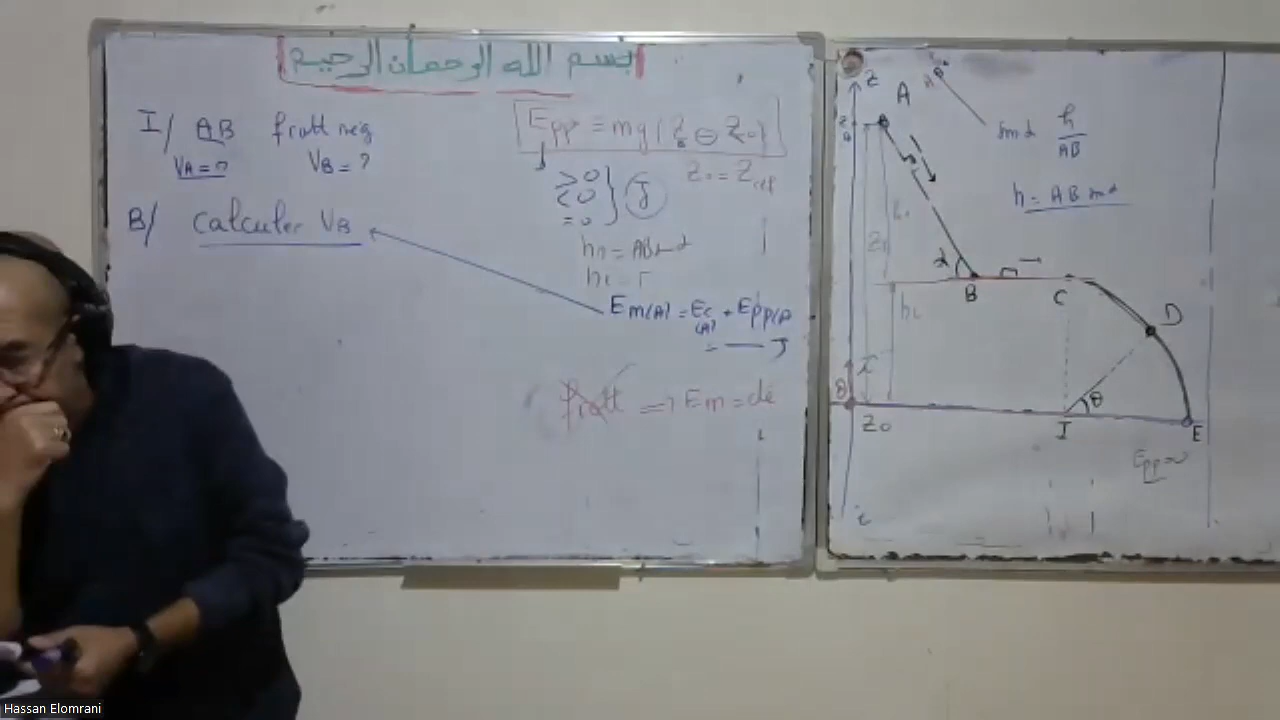 بسم الله الرحمان الرحيم
I/ AB frott neg
VA = ? VB = ?
B/ Calculer VB
Epp = mg(Z - Z0)
>0
<0
=0
J
Z0 = Zref
h1 = AB sin α
h2 = r
Em(A) = Ec(A) + Epp(A
= — J
frott => Em = cte
Z
A
sin α h/AB
h = AB sin α
α
B
C
D
θ
I
E
Z0
Epp=0
Hassan Elomrani